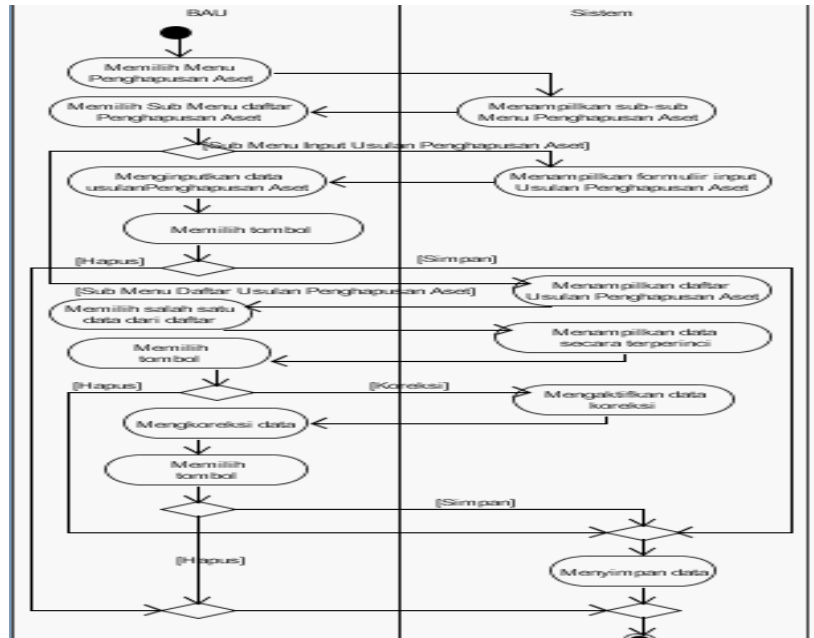 BAU
Sistem
Memilih Menu
Penghapusan Aset
Memilih Sub Menu daftar
Penghapusan Aset
Menampilkan sub-sub
Menu Penghapusan Aset
[Sub Menu Input Usulan Penghapusan Aset]
Menginputkan data
usulanPenghapusan Aset
Menampilkan formulir input
Usulan Penghapusan Aset
Memilih tombol
[Hapus]
[Simpan]
Menampilkan daftar
Usulan Penghapusan Aset
[Sub Menu Daftar Usulan Penghapusan Aset]
Memilih salah satu
data dari daftar
Menampilkan data
secara terperinci
Memilih
tombol
[Hapus]
[Koreksi]
Mengaktifkan data
koreksi
Mengkoreksi data
Memilih
tombol
[Simpan]
[Hapus]
Menyimpan data